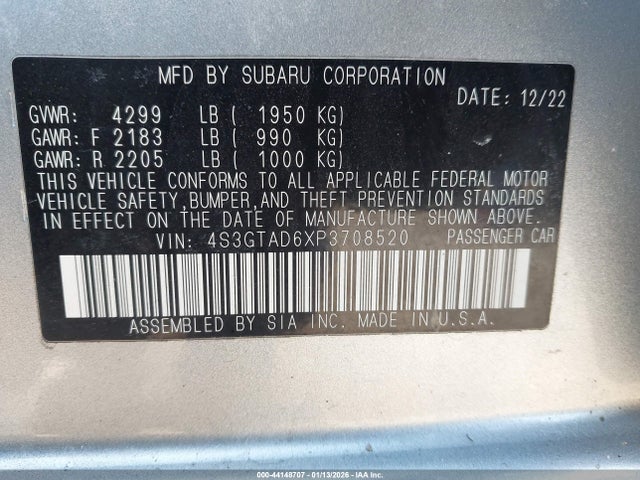 MFD BY SUBARU CORPORATION
DATE: 12/22
GVWR: 4299 LB ( 1950 KG)
GAWR: F 2183 LB ( 990 KG)
GAWR: R 2205 LB ( 1000 KG)
THIS VEHICLE CONFORMS TO ALL APPLICABLE FEDERAL MOTOR
VEHICLE SAFETY,BUMPER,AND THEFT PREVENTION STANDARDS
IN EFFECT ON THE DATE OF MANUFACTURE SHOWN ABOVE.
VIN: 4S3GTAD6XP3708520 PASSENGER CAR
ASSEMBLED BY SIA INC. MADE IN U.S.A.
000-44148707 - 01/13/2026 - IAA Inc.